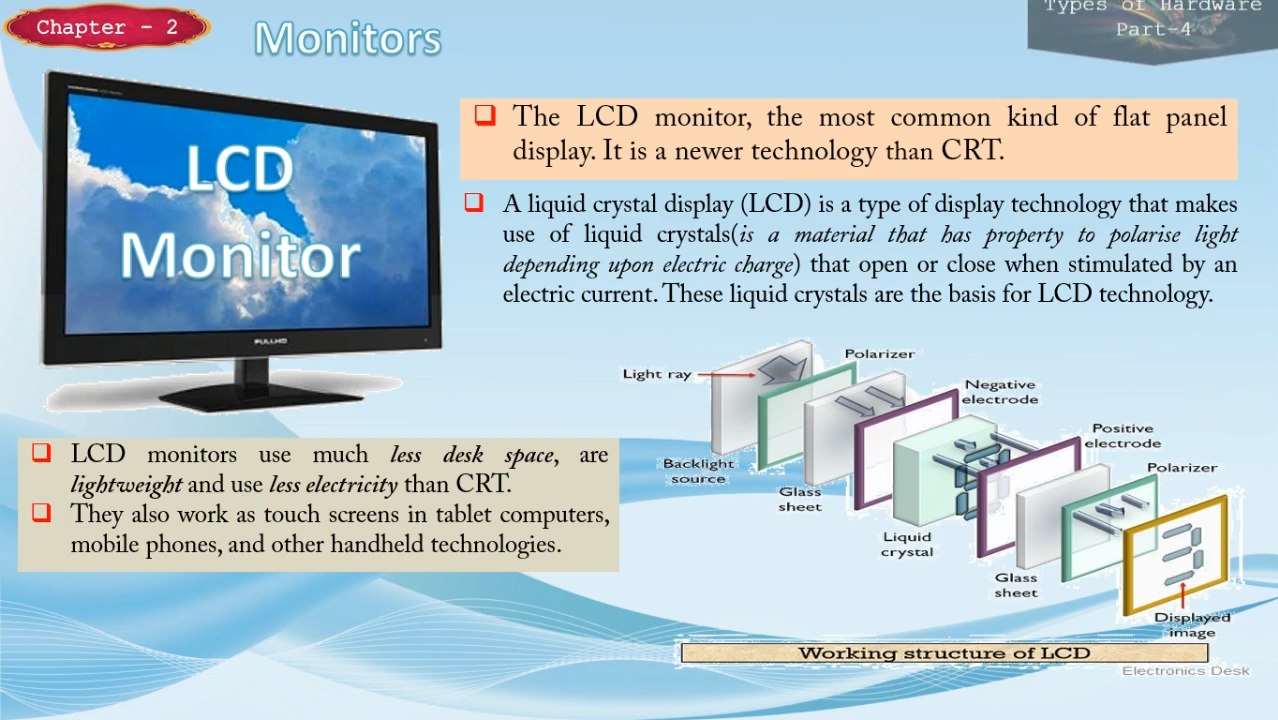 Chapter - 2
Monitors
Types of Hardware
Part-4
LCD
Monitor
FULLHD
❑ The LCD monitor, the most common kind of flat panel
display. It is a newer technology than CRT.
❑ A liquid crystal display (LCD) is a type of display technology that makes
use of liquid crystals(is a material that has property to polarise light
depending upon electric charge) that open or close when stimulated by an
electric current. These liquid crystals are the basis for LCD technology.
❑ LCD monitors use much less desk space, are
lightweight and use less electricity than CRT.
❑ They also work as touch screens in tablet computers,
mobile phones, and other handheld technologies.
Light ray
Polarizer
Negative
electrode
Positive
electrode
Polarizer
Backlight
source
Glass
sheet
Liquid
crystal
Glass
sheet
Displayed
image
Working structure of LCD
Electronics Desk